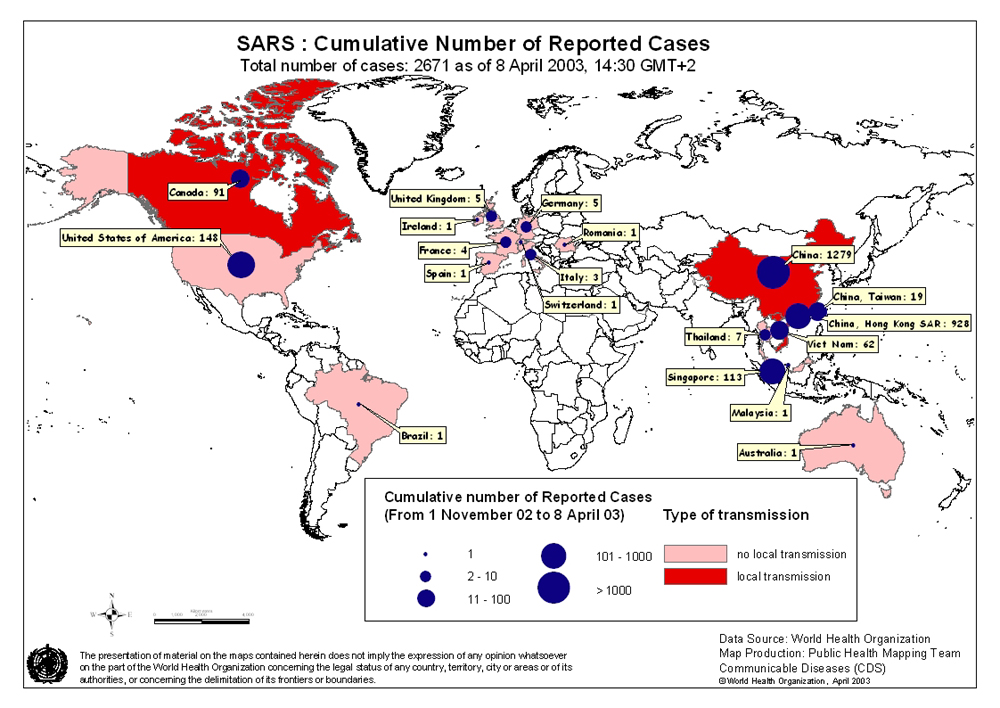 SARS : Cumulative Number of Reported Cases
Total number of cases: 2671 as of 8 April 2003, 14:30 GMT+2
Canada: 91
United States of America: 148
United Kingdom: 5
Ireland: 1
France: 4
Spain: 1
Germany: 5
Romania: 1
Italy: 3
Switzerland: 1
China: 1279
China, Taiwan: 19
China, Hong Kong SAR: 928
Thailand: 7
Viet Nam: 62
Singapore: 113
Malaysia: 1
Brazil: 1
Australia: 1
Cumulative number of Reported Cases
(From 1 November 02 to 8 April 03)
1
2 - 10
11 - 100
101 - 1000
> 1000
Type of transmission
no local transmission
local transmission
N
W E
S
The presentation of material on the maps contained herein does not imply the expression of any opinion whatsoever
on the part of the World Health Organization concerning the legal status of any country, territory, city or areas or of its
authorities, or concerning the delimitation of its frontiers or boundaries.
Data Source: World Health Organization
Map Production: Public Health Mapping Team
Communicable Diseases (CDS)
©World Health Organization, April 2003